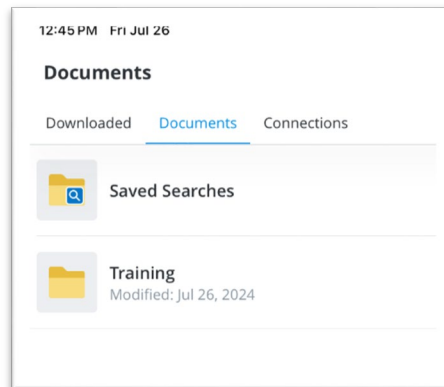 12:45 PM Fri Jul 26
Documents
Downloaded Documents Connections
Saved Searches
Training
Modified: Jul 26, 2024